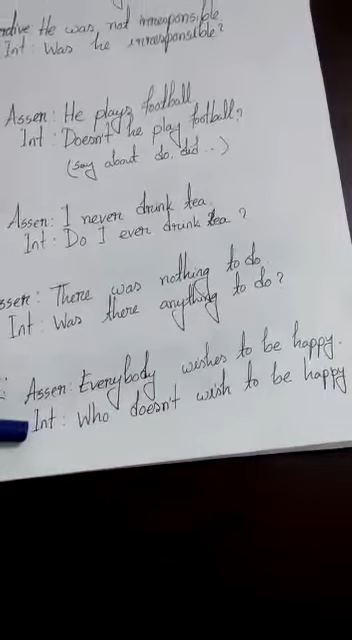 He was not irresponsible
Int: Was he irresponsible?
Assen: He plays football
Int: Doesn't he play football?
(say about do, did...)
Assen: I never drunk tea
Int: Do I ever drunk tea?
Assen: There was nothing to do.
Int: Was there anything to do?
Assen: Everybody wishes to be happy.
Int: Who doesn't wish to be happy